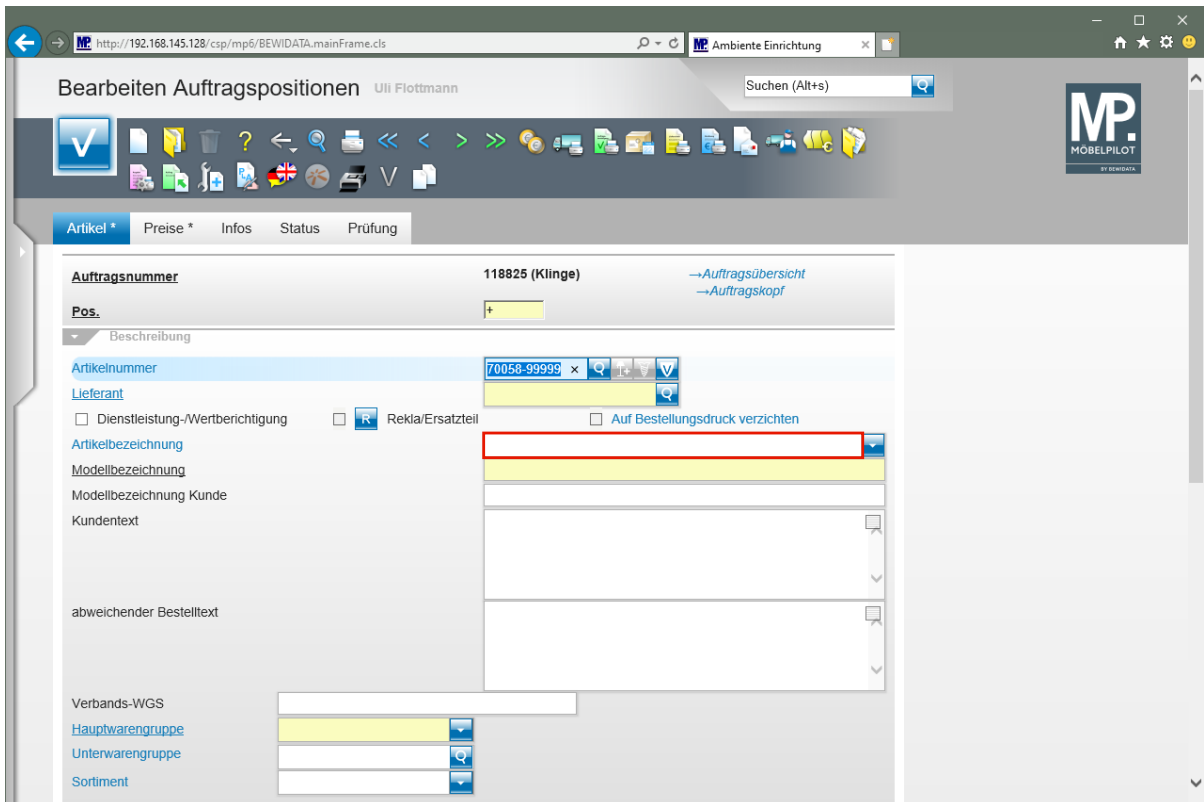 http://192.168.145.128/csp/mp6/BEWIDATA.mainFrame.cls
MP Ambiente Einrichtung
Bearbeiten Auftragspositionen Uli Flottmann
Suchen (Alt+s)
MP.
MÖBELPILOT
BY BEWIDATA
Artikel * Preise * Infos Status Prüfung
Auftragsnummer 118825 (Klinge) →Auftragsübersicht
→Auftragskopf
Pos. +
Beschreibung
Artikelnummer 70058-99999
Lieferant
Dienstleistung-/Wertberichtigung R Rekla/Ersatzteil Auf Bestellungsdruck verzichten
Artikelbezeichnung
Modellbezeichnung
Modellbezeichnung Kunde
Kundentext
abweichender Bestelltext
Verbands-WGS
Hauptwarengruppe
Unterwarengruppe
Sortiment